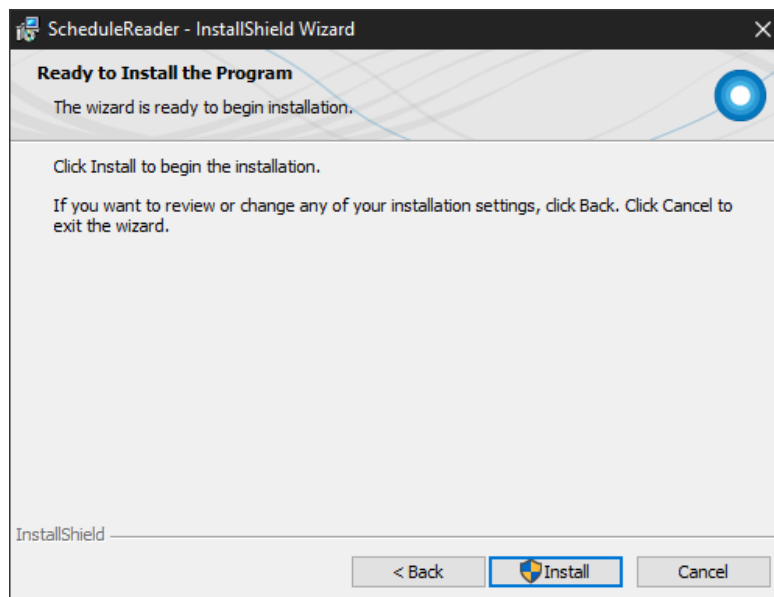 ScheduleReader - InstallShield Wizard
Ready to Install the Program
The wizard is ready to begin installation.
Click Install to begin the installation.
If you want to review or change any of your installation settings, click Back. Click Cancel to
exit the wizard.
InstallShield
< Back Install Cancel